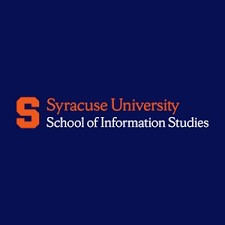 S Syracuse University
School of Information Studies